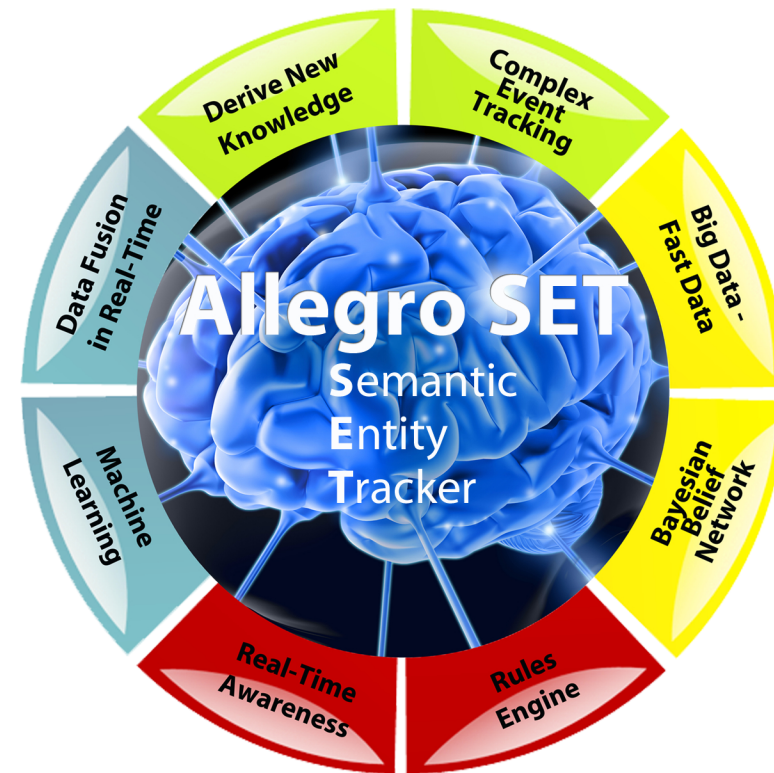 Derive New
Knowledge
Complex
Event
Tracking
Big Data -
Fast Data
Bayesian
Belief
Network
Rules
Engine
Real-Time
Awareness
Machine
Learning
Data Fusion
in Real-Time
Allegro SET
Semantic
Entity
Tracker